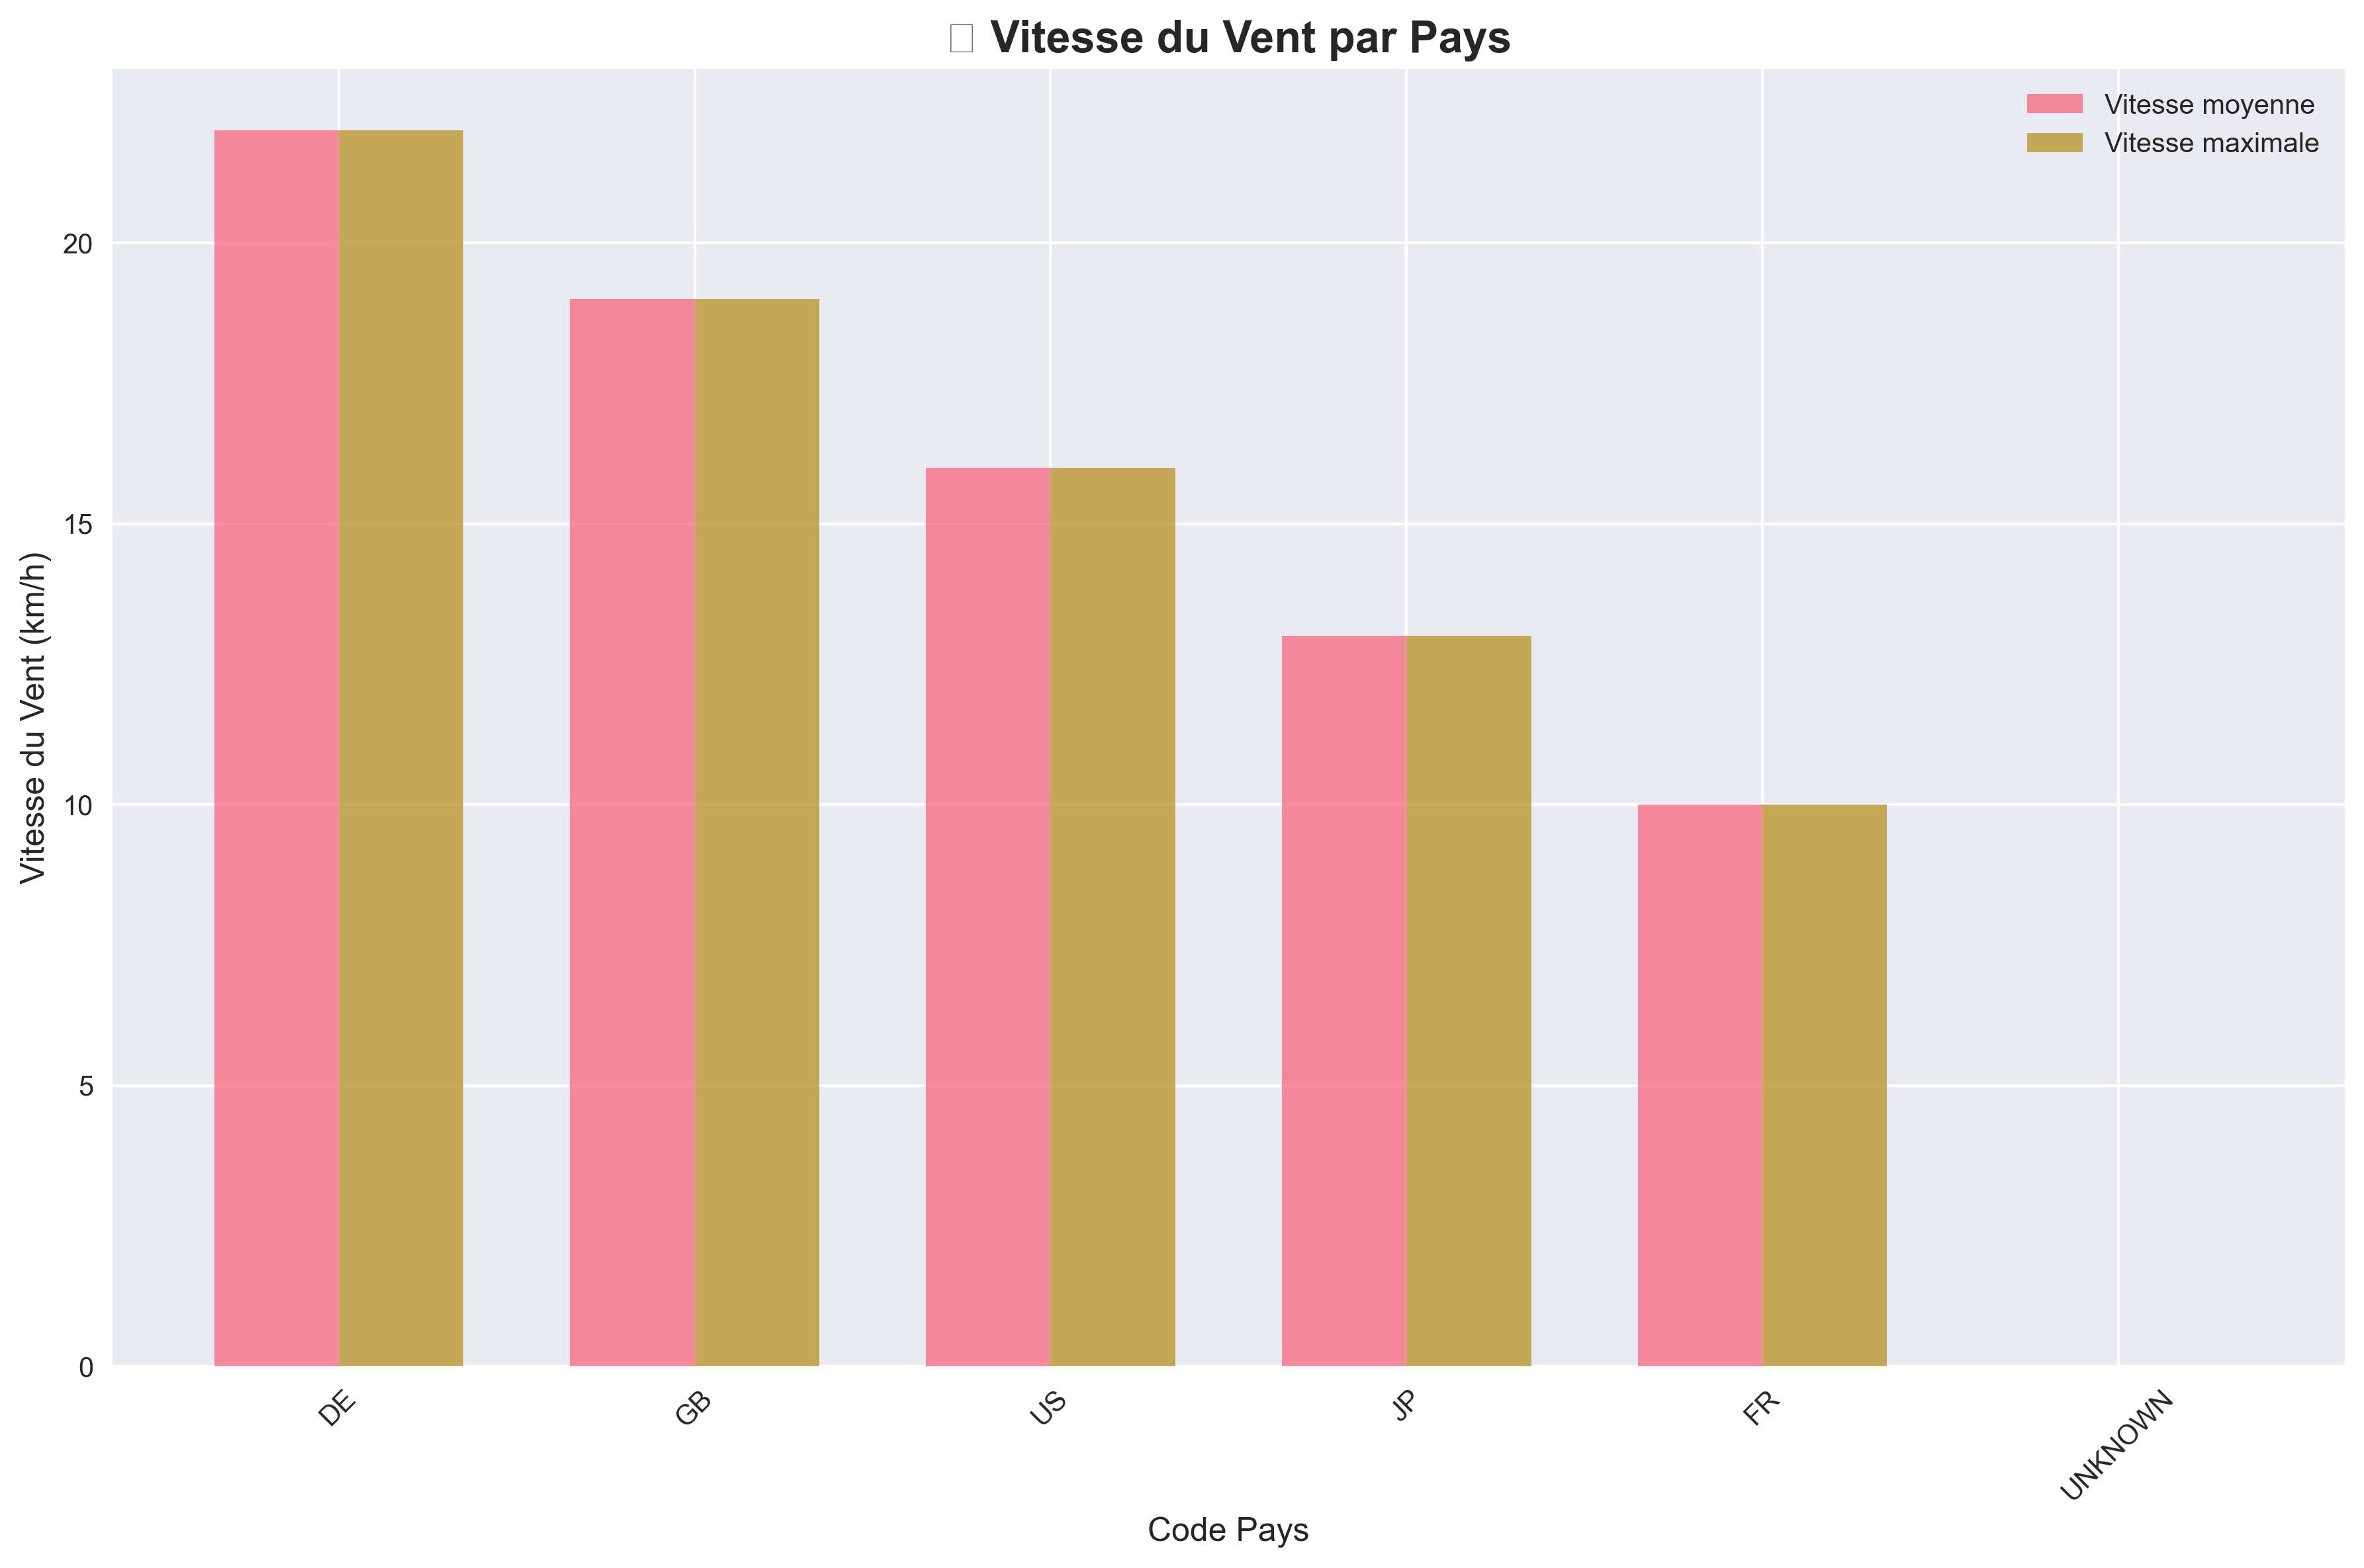 Vitesse du Vent par Pays
Vitesse moyenne
Vitesse maximale
Vitesse du Vent (km/h)
20
15
10
5
0
DE
GB
US
JP
FR
UNKNOWN
Code Pays